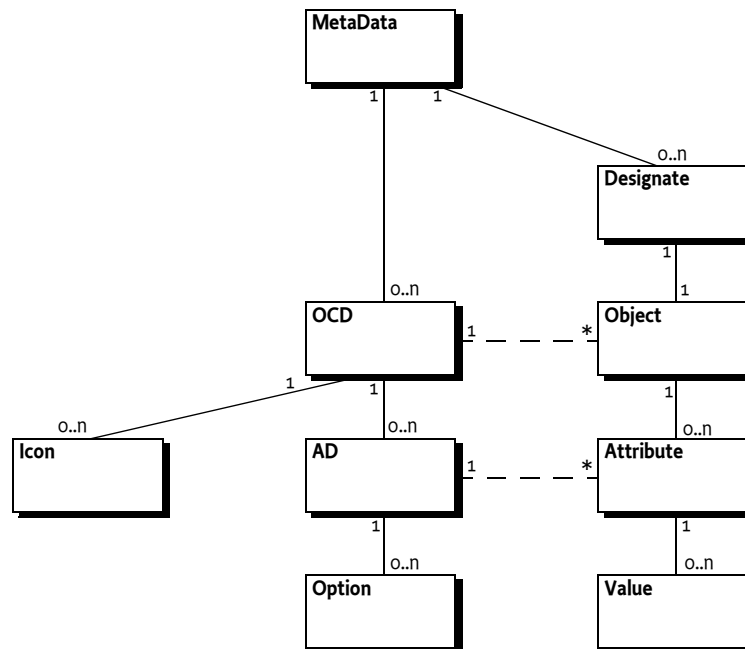 MetaData
1 1
0..n
Designate
1
0..n 1
OCD Object
1 *
1 1 1
0..n 0..n 0..n
Icon AD Attribute
1 *
1 1
0..n 0..n
Option Value